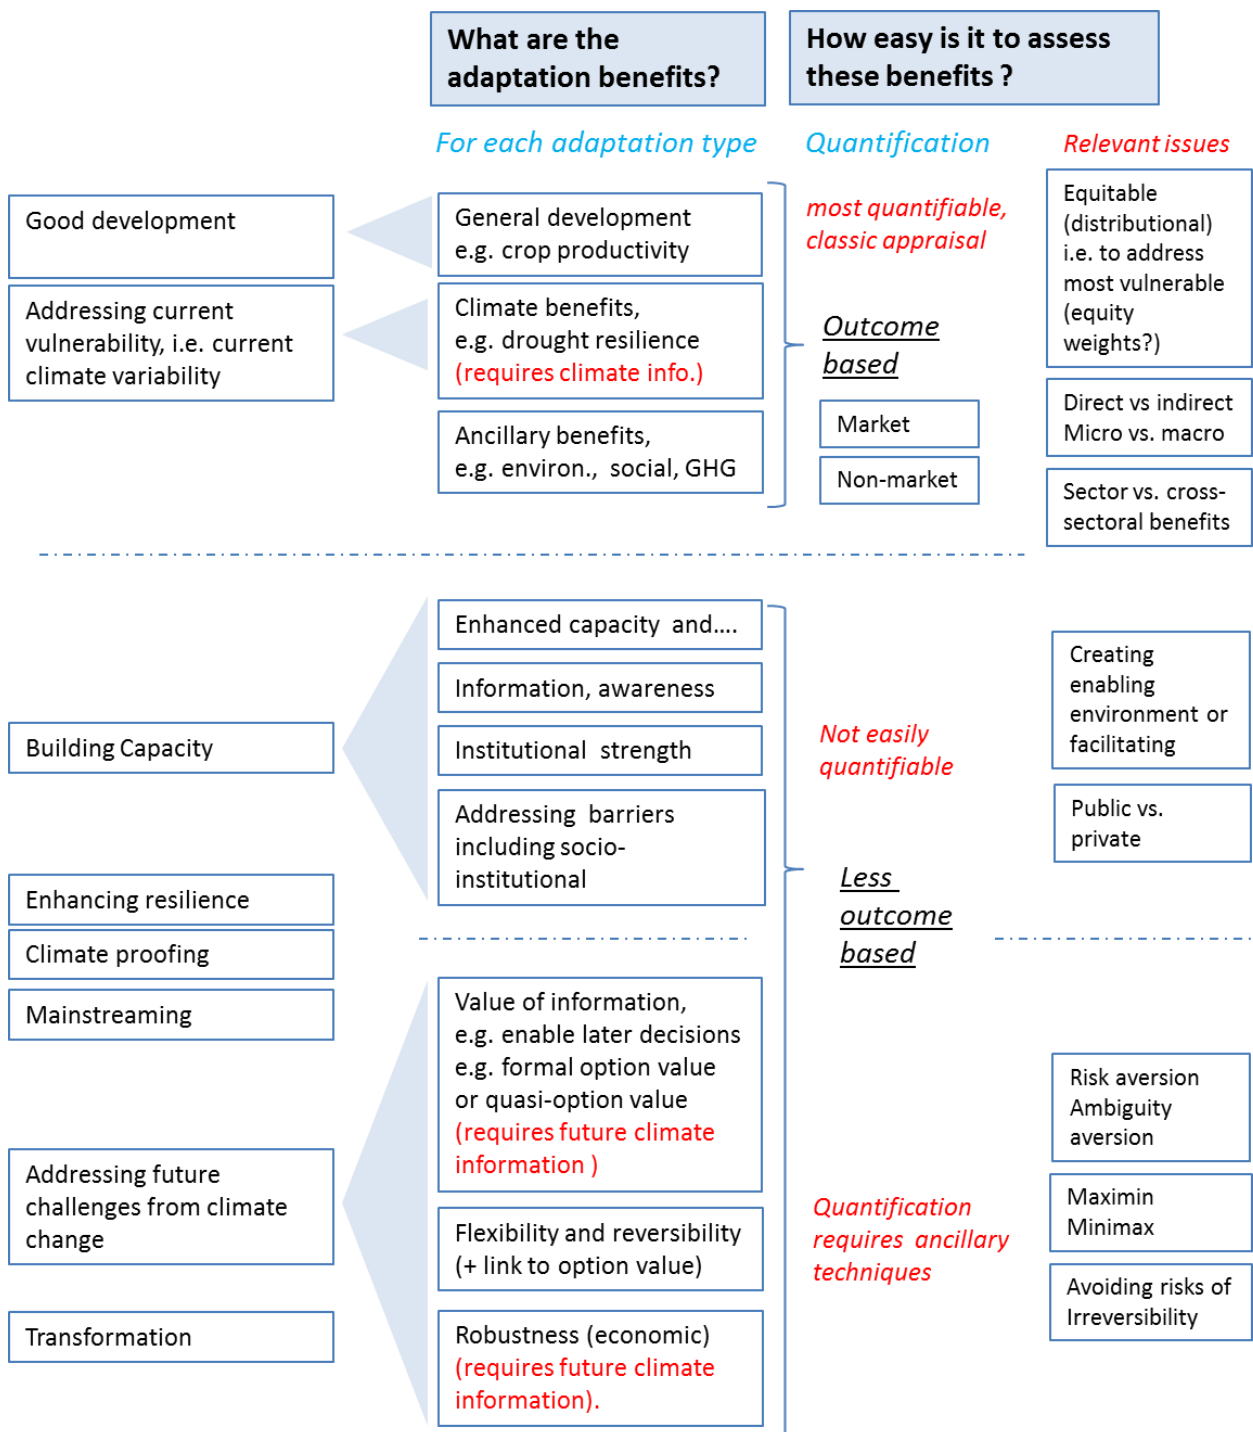 What are the
adaptation benefits?
How easy is it to assess
these benefits ?
For each adaptation type
Quantification
Relevant issues
Good development
General development
e.g. crop productivity
most quantifiable,
classic appraisal
Equitable
(distributional)
i.e. to address
most vulnerable
(equity
weights?)
Addressing current
vulnerability, i.e. current
climate variability
Climate benefits,
e.g. drought resilience
(requires climate info.)
Outcome
based
Ancillary benefits,
e.g. environ., social, GHG
Market
Non-market
Direct vs indirect
Micro vs. macro
Sector vs. cross-
sectoral benefits
Building Capacity
Enhanced capacity and....
Information, awareness
Institutional strength
Addressing barriers
including socio-
institutional
Not easily
quantifiable
Creating
enabling
environment or
facilitating
Public vs.
private
Less
outcome
based
Enhancing resilience
Climate proofing
Mainstreaming
Addressing future
challenges from climate
change
Transformation
Value of information,
e.g. enable later decisions
e.g. formal option value
or quasi-option value
(requires future climate
information )
Flexibility and reversibility
(+ link to option value)
Robustness (economic)
(requires future climate
information).
Quantification
requires ancillary
techniques
Risk aversion
Ambiguity
aversion
Maximin
Minimax
Avoiding risks of
Irreversibility